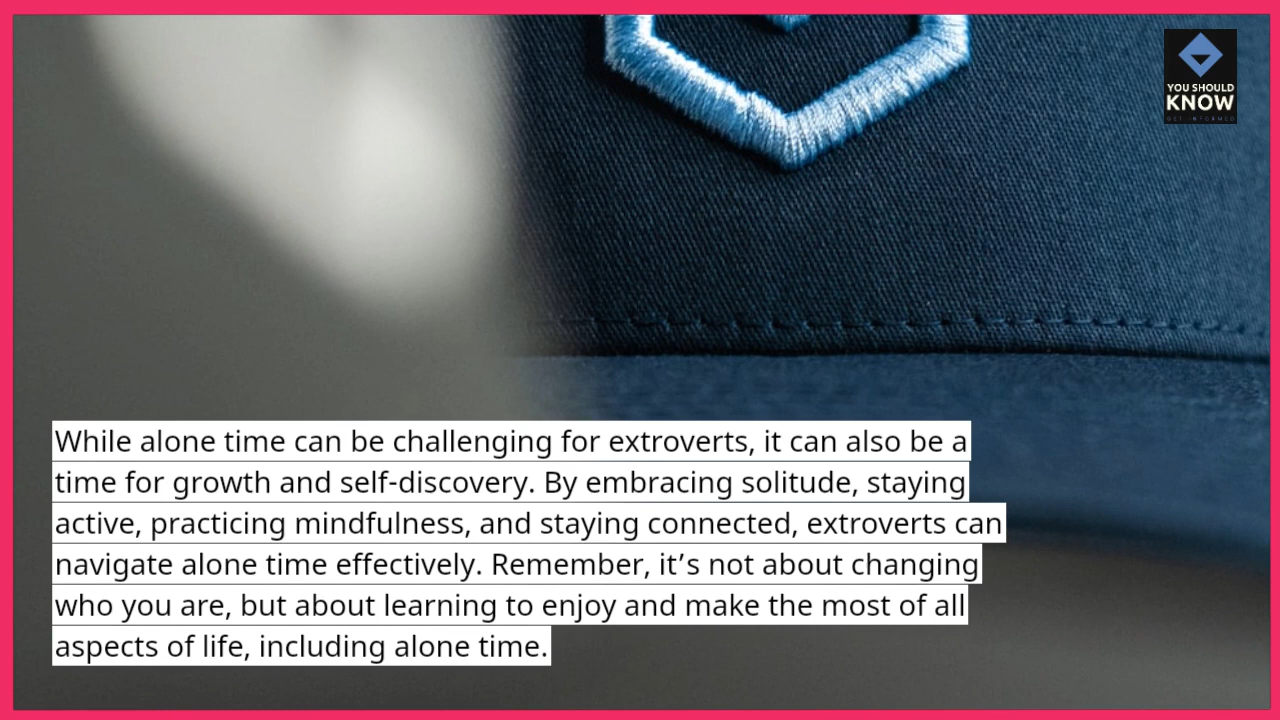 YOU SHOULD
KNOW
GET INFORMED
While alone time can be challenging for extroverts, it can also be a
time for growth and self-discovery. By embracing solitude, staying
active, practicing mindfulness, and staying connected, extroverts can
navigate alone time effectively. Remember, it’s not about changing
who you are, but about learning to enjoy and make the most of all
aspects of life, including alone time.